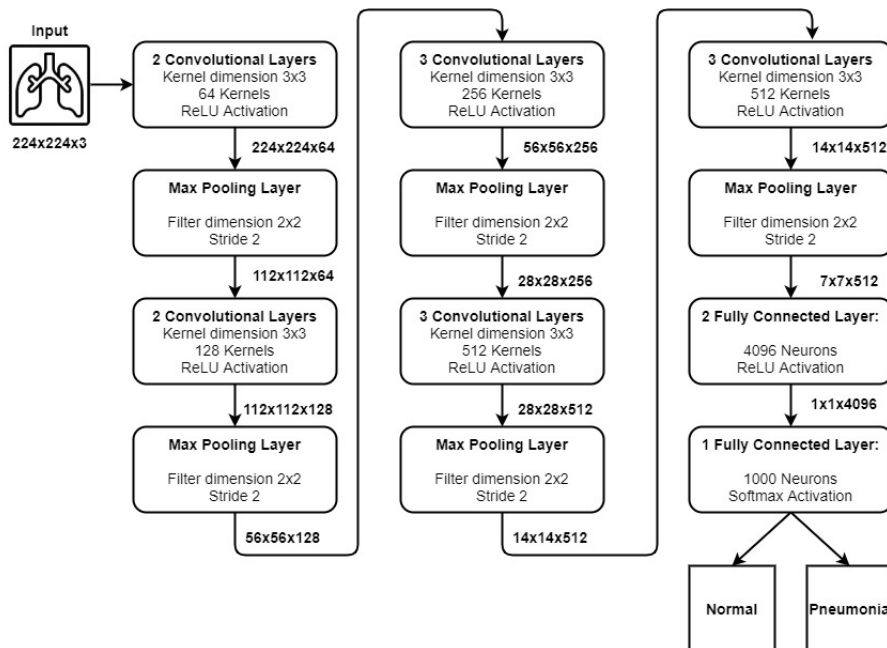 Input
224x224x3
2 Convolutional Layers
Kernel dimension 3x3
64 Kernels
ReLU Activation
224x224x64
Max Pooling Layer
Filter dimension 2x2
Stride 2
112x112x64
2 Convolutional Layers
Kernel dimension 3x3
128 Kernels
ReLU Activation
112x112x128
Max Pooling Layer
Filter dimension 2x2
Stride 2
56x56x128
3 Convolutional Layers
Kernel dimension 3x3
256 Kernels
ReLU Activation
56x56x256
Max Pooling Layer
Filter dimension 2x2
Stride 2
28x28x256
3 Convolutional Layers
Kernel dimension 3x3
512 Kernels
ReLU Activation
28x28x512
Max Pooling Layer
Filter dimension 2x2
Stride 2
14x14x512
3 Convolutional Layers
Kernel dimension 3x3
512 Kernels
ReLU Activation
14x14x512
Max Pooling Layer
Filter dimension 2x2
Stride 2
7x7x512
2 Fully Connected Layer:
4096 Neurons
ReLU Activation
1x1x4096
1 Fully Connected Layer:
1000 Neurons
Softmax Activation
Normal
Pneumonia